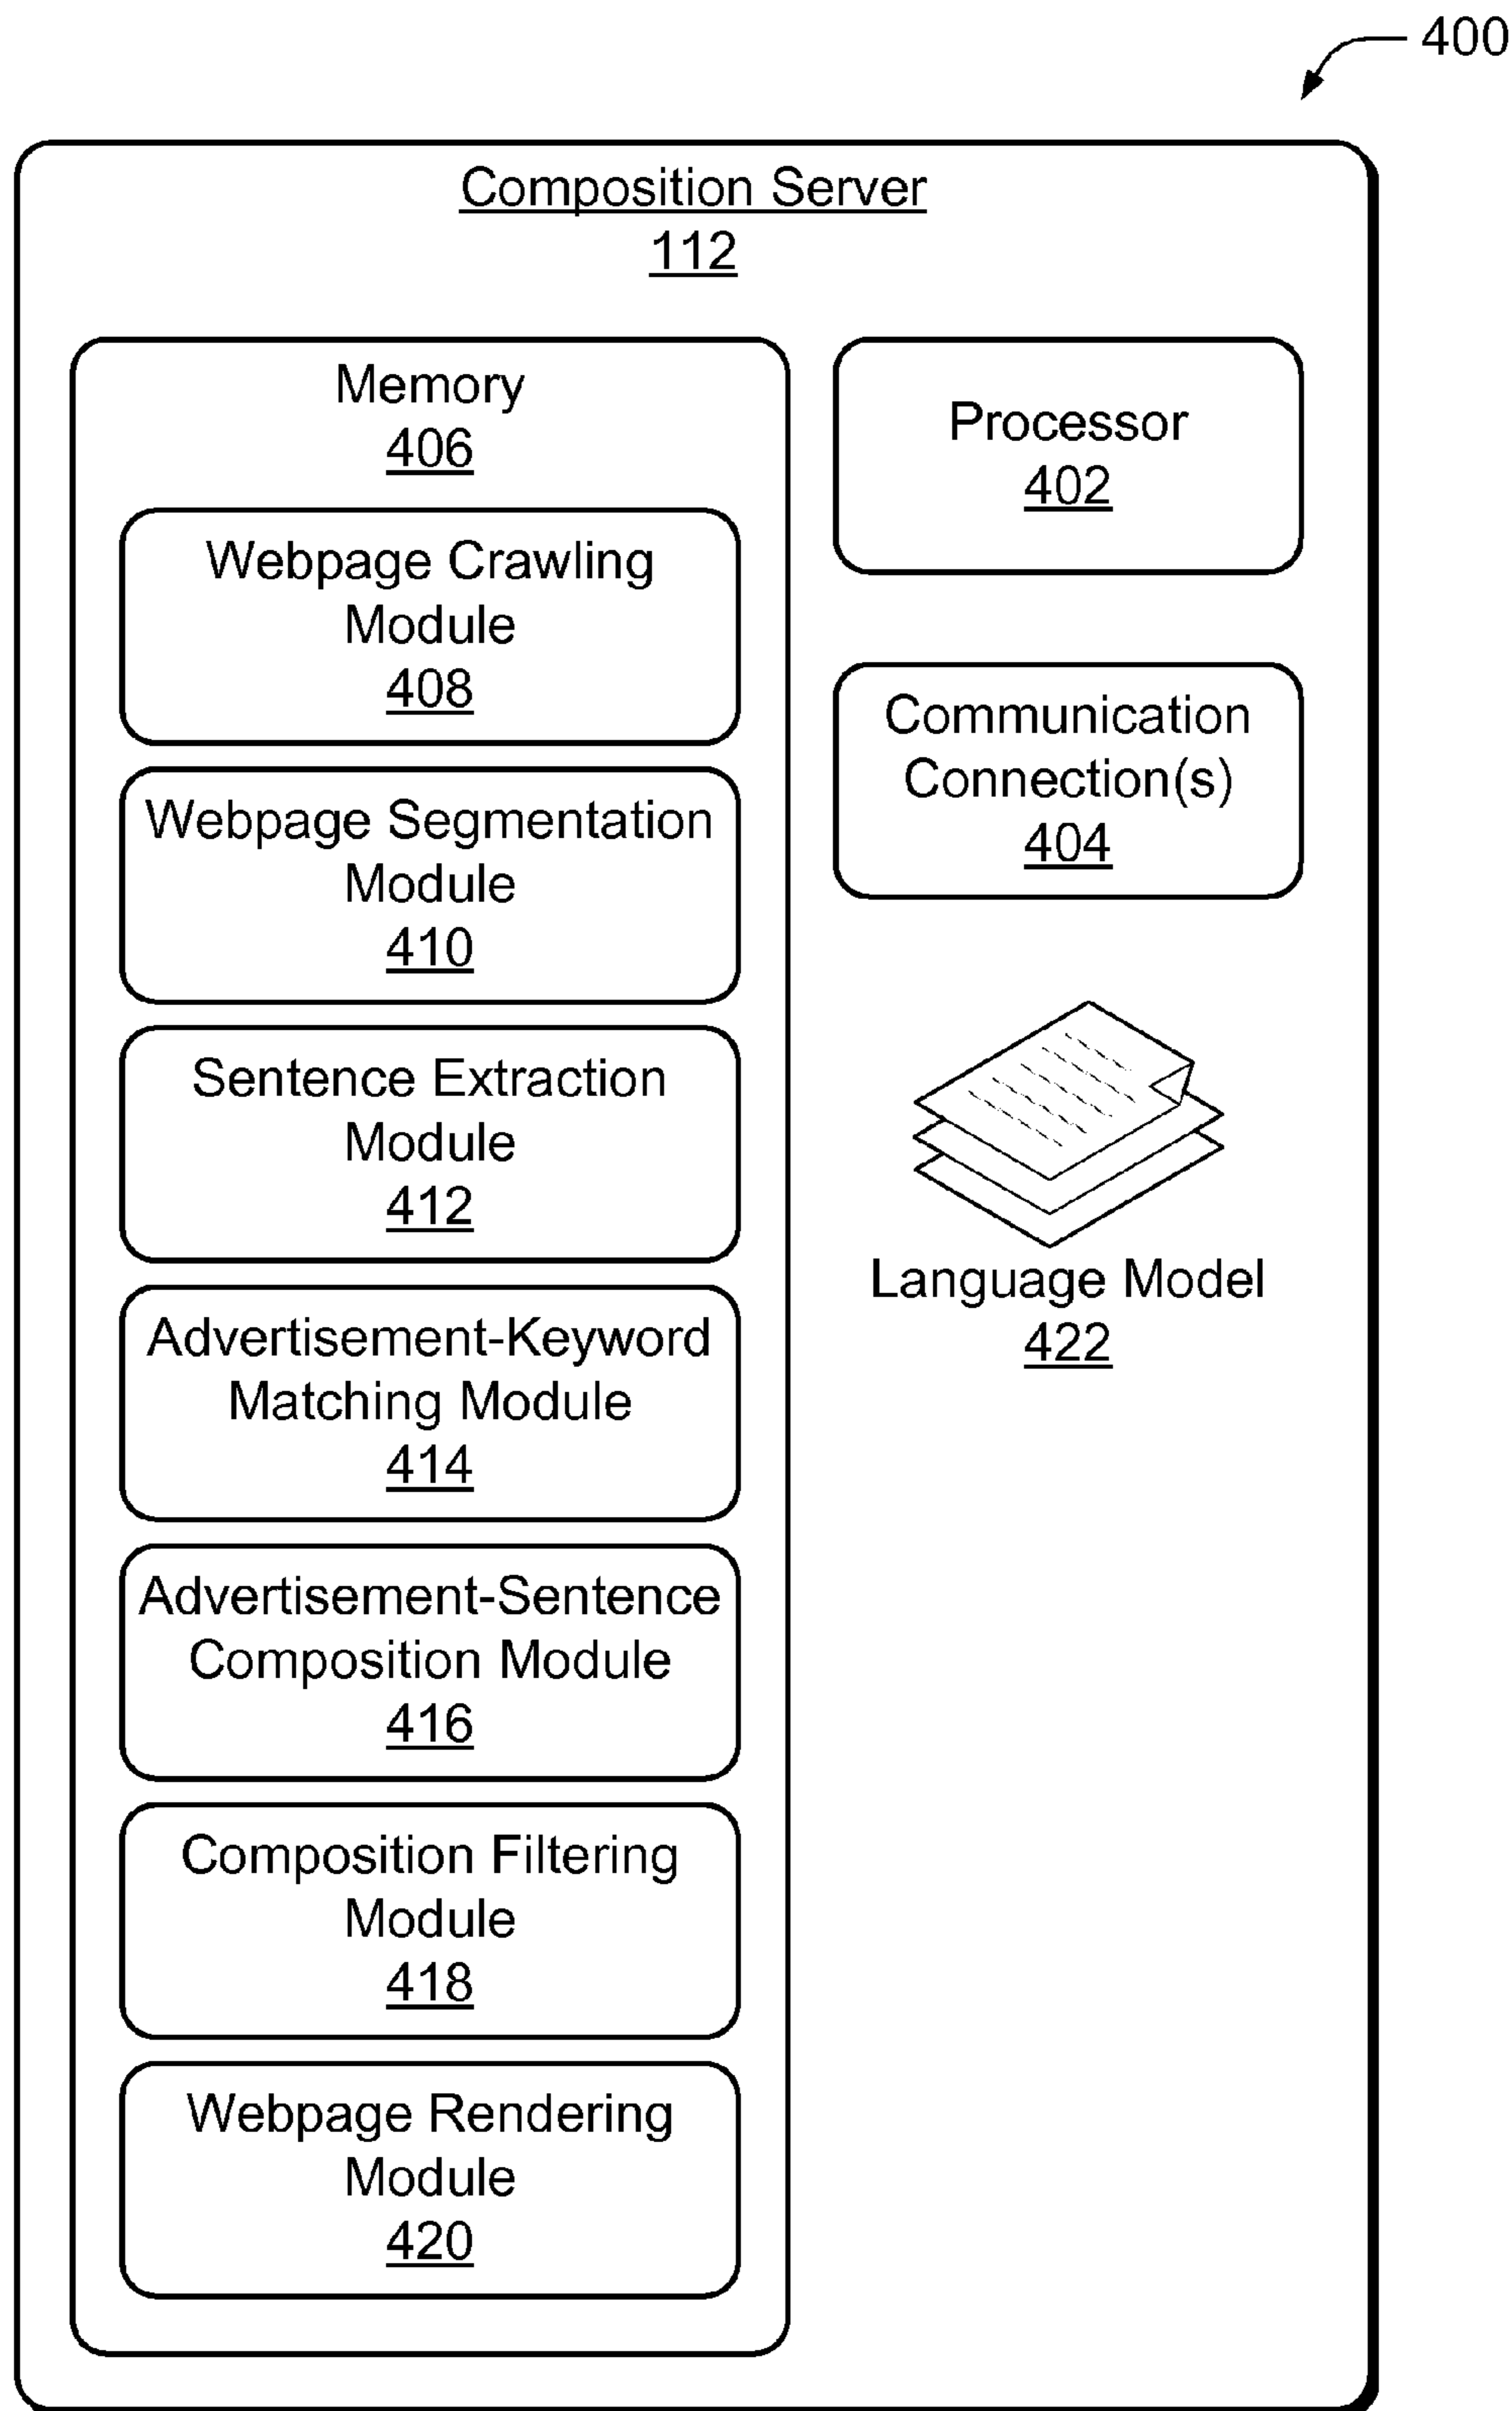 400
Composition Server
112
Memory
406
Webpage Crawling
Module
408
Webpage Segmentation
Module
410
Sentence Extraction
Module
412
Advertisement-Keyword
Matching Module
414
Advertisement-Sentence
Composition Module
416
Composition Filtering
Module
418
Webpage Rendering
Module
420
Processor
402
Communication
Connection(s)
404
Language Model
422